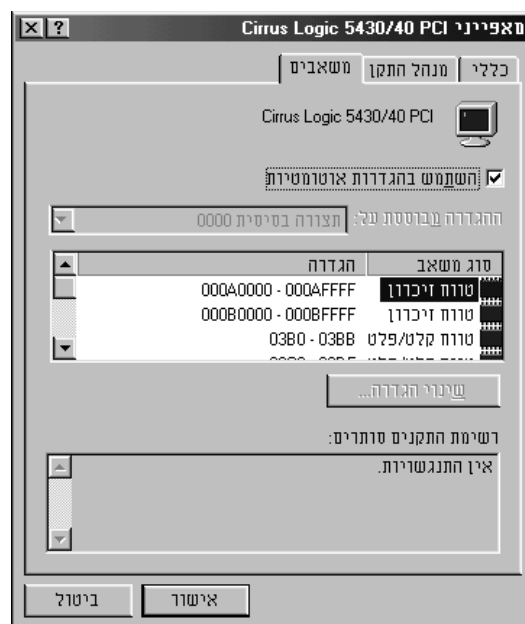 מאפייני Cirrus Logic 5430/40 PCI
כללי
מנהל התקן
משאבים
Cirrus Logic 5430/40 PCI
השתמש בהגדרות אוטומטיות
ההגדרה מבוססת על:
תצורה בסיסית 0000
סוג משאב
הגדרה
טווח זיכרון
000A0000 - 000AFFFF
טווח זיכרון
000B0000 - 000BFFFF
טווח קלט/פלט
03B0 - 03BB
שינוי הגדרה...
רשימת התקנים סותרים:
אין התנגשויות.
אישור
ביטול